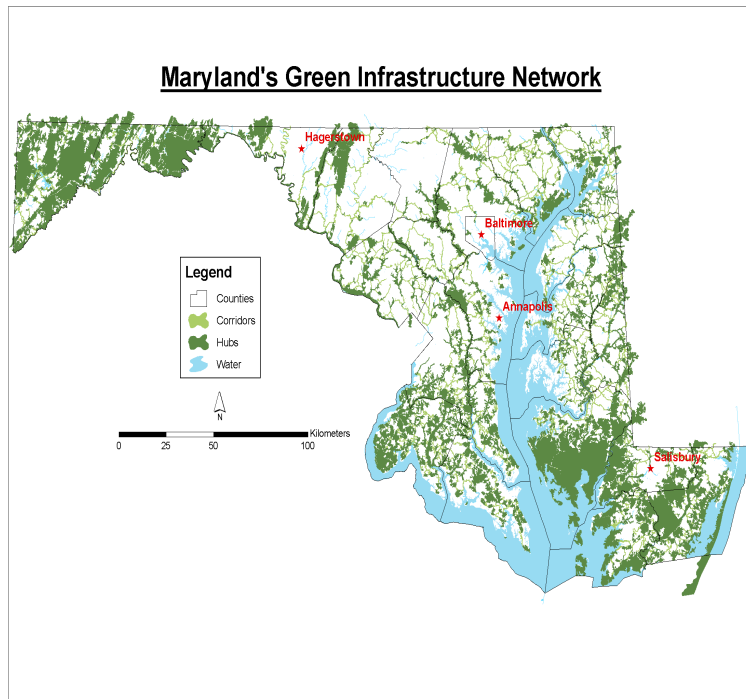 Maryland's Green Infrastructure Network
Hagerstown
Baltimore
Annapolis
Salisbury
Legend
Counties
Corridors
Hubs
Water
N
Kilometers
0 25 50 100